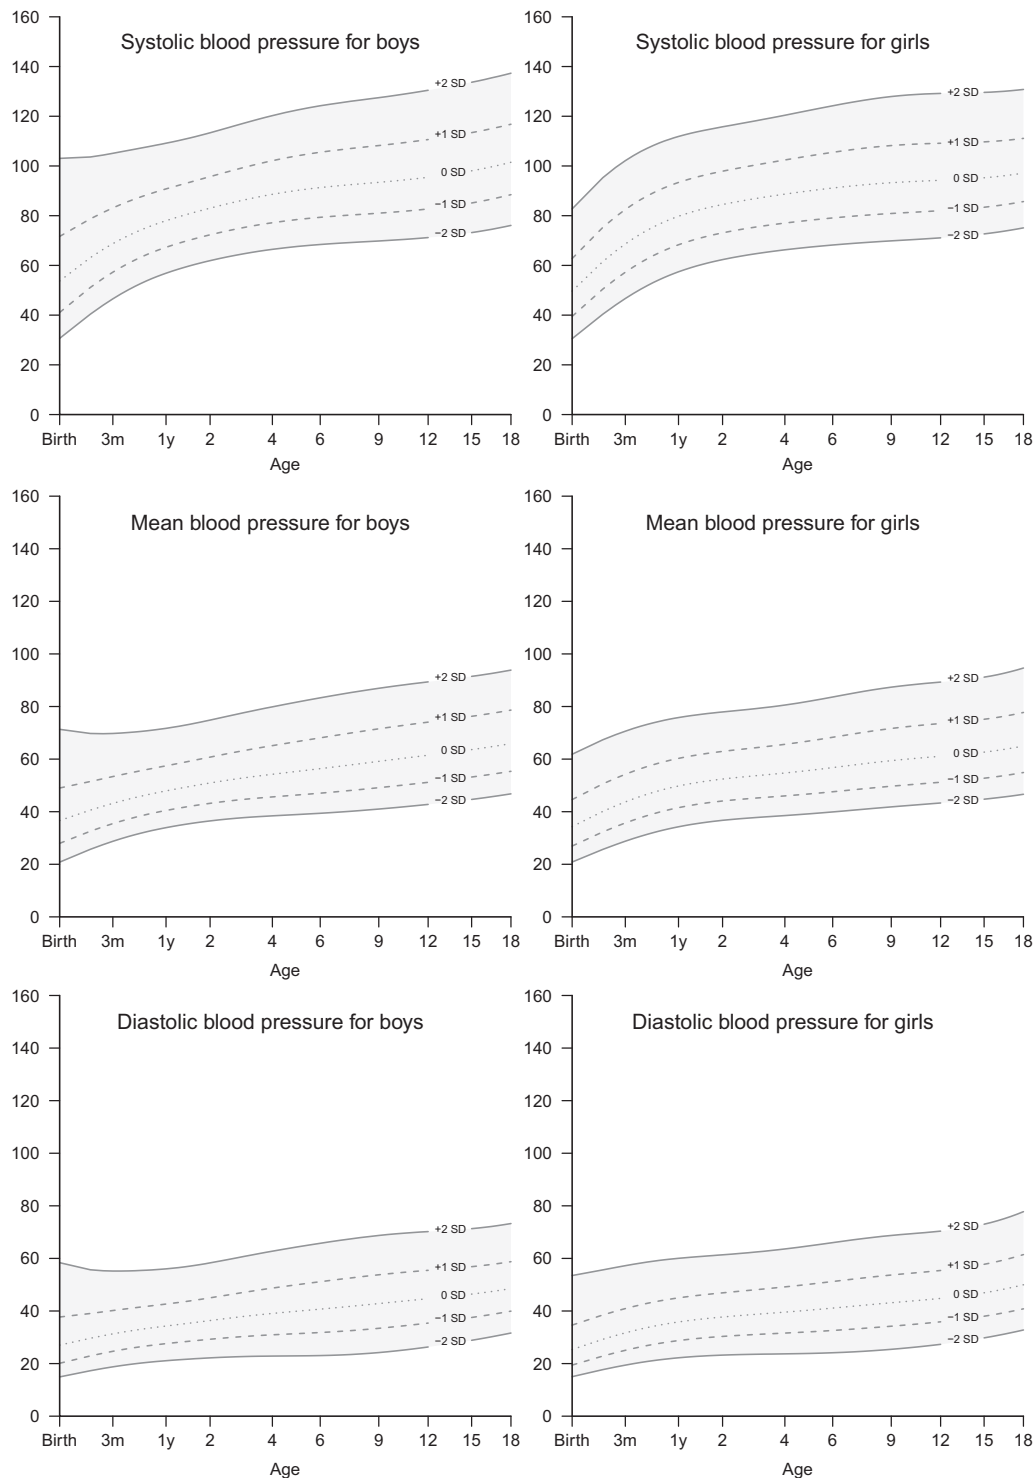 Systolic blood pressure for boys
160
140
120
100
80
60
40
20
0
+2 SD
+1 SD
0 SD
−1 SD
−2 SD
Birth 3m 1y 2 4 6 9 12 15 18
Age
Systolic blood pressure for girls
160
140
120
100
80
60
40
20
0
+2 SD
+1 SD
0 SD
−1 SD
−2 SD
Birth 3m 1y 2 4 6 9 12 15 18
Age
Mean blood pressure for boys
160
140
120
100
80
60
40
20
0
+2 SD
+1 SD
0 SD
−1 SD
−2 SD
Birth 3m 1y 2 4 6 9 12 15 18
Age
Mean blood pressure for girls
160
140
120
100
80
60
40
20
0
+2 SD
+1 SD
0 SD
−1 SD
−2 SD
Birth 3m 1y 2 4 6 9 12 15 18
Age
Diastolic blood pressure for boys
160
140
120
100
80
60
40
20
0
+2 SD
+1 SD
0 SD
−1 SD
−2 SD
Birth 3m 1y 2 4 6 9 12 15 18
Age
Diastolic blood pressure for girls
160
140
120
100
80
60
40
20
0
+2 SD
+1 SD
0 SD
−1 SD
−2 SD
Birth 3m 1y 2 4 6 9 12 15 18
Age